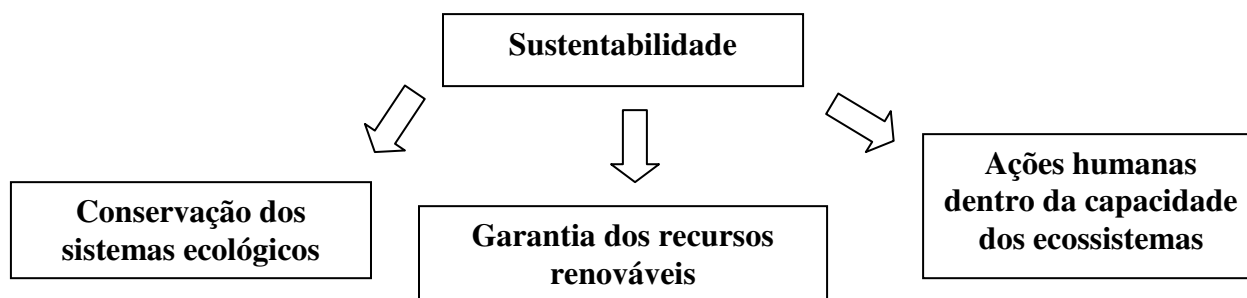 Sustentabilidade
Conservação dos
sistemas ecológicos
Garantia dos recursos
renováveis
Ações humanas
dentro da capacidade
dos ecossistemas